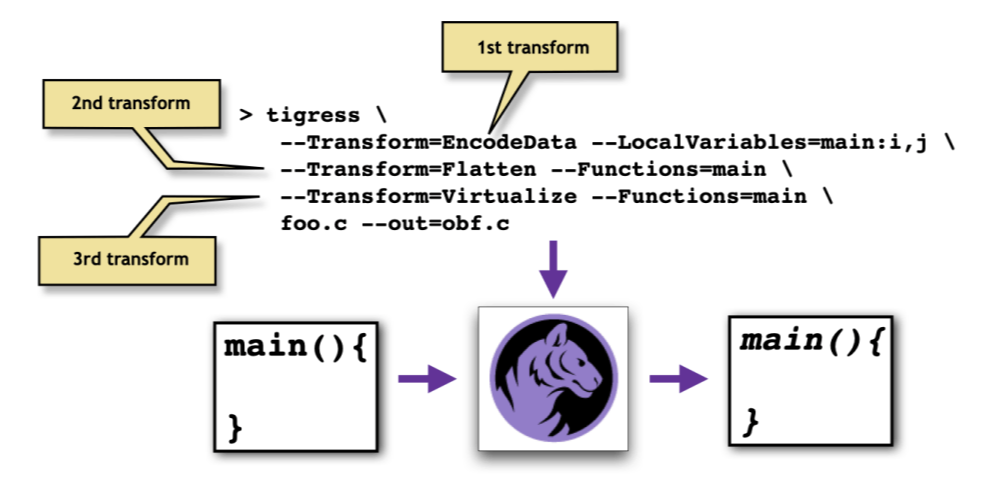 1st transform
2nd transform
> tigress \
--Transform=EncodeData --LocalVariables=main:i,j \
--Transform=Flatten --Functions=main \
--Transform=Virtualize --Functions=main \
foo.c --out=obf.c
3rd transform
main(){
}
main(){
}